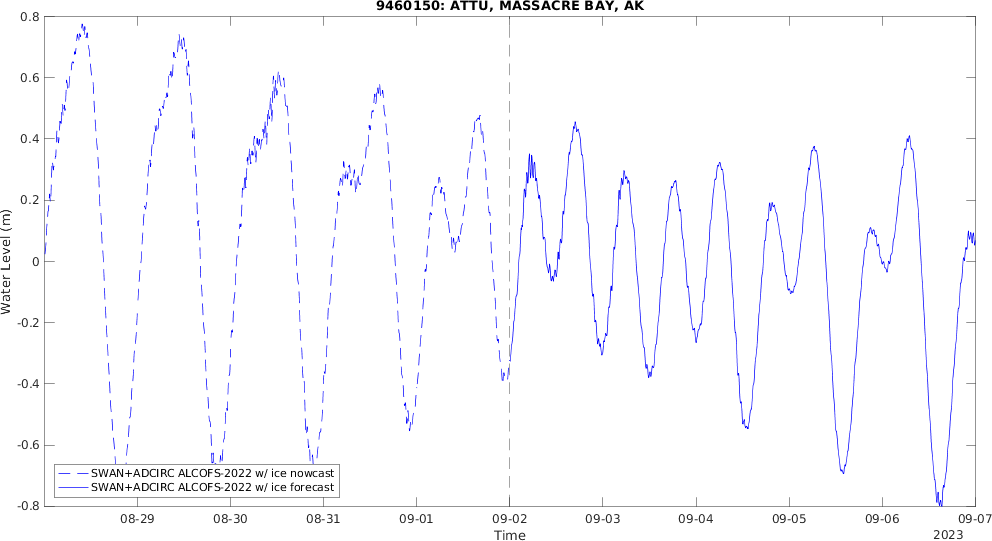 9460150: ATTU, MASSACRE BAY, AK
Water Level (m)
0.8
0.6
0.4
0.2
0
-0.2
-0.4
-0.6
-0.8
SWAN+ADCIRC ALCOFS-2022 w/ ice nowcast
SWAN+ADCIRC ALCOFS-2022 w/ ice forecast
08-29 08-30 08-31 09-01 09-02 09-03 09-04 09-05 09-06 09-07
Time
2023